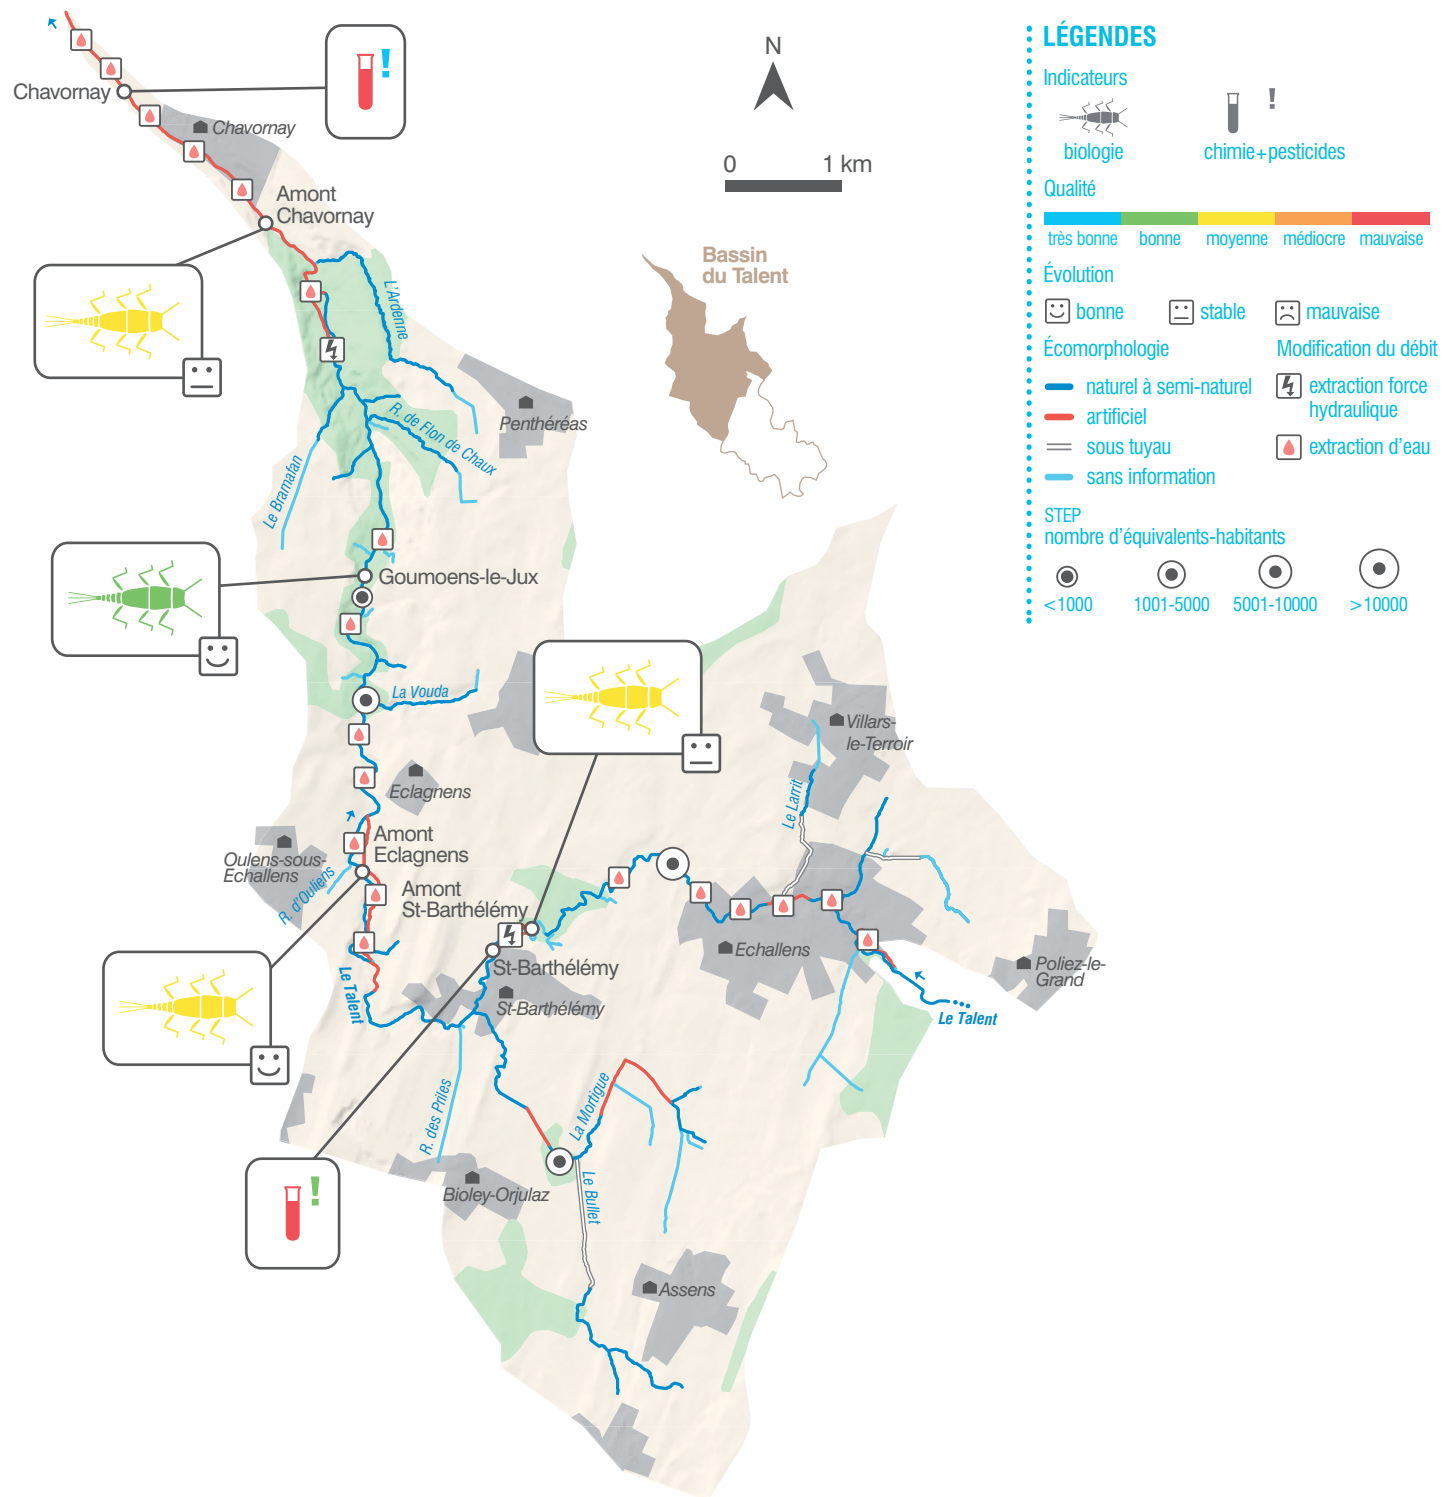 Chavornay
Chavornay
Amont
Chavornay
N
0 1 km
Bassin
du Talent
L'Ardenne
R. de Flon de Chaux
Penthéréas
Le Bramafan
Goumoens-le-Jux
La Vouda
Eclagnens
Amont
Eclagnens
Oulens-sous-
Echallens
R. d'Ouliens
Amont
St-Barthélémy
St-Barthélémy
St-Barthélémy
Le Talent
Villars-
le-Terroir
Le Larrit
Echallens
Poliez-le-
Grand
Le Talent
R. des Priles
La Mortigue
Le Bullet
Bioley-Orjulaz
Assens
LÉGENDES
Indicateurs
biologie
chimie+pesticides
Qualité
très bonne bonne moyenne médiocre mauvaise
Évolution
bonne stable mauvaise
Écomorphologie
naturel à semi-naturel
artificiel
sous tuyau
sans information
Modification du débit
extraction force
hydraulique
extraction d'eau
STEP
nombre d'équivalents-habitants
<1000 1001-5000 5001-10000 >10000